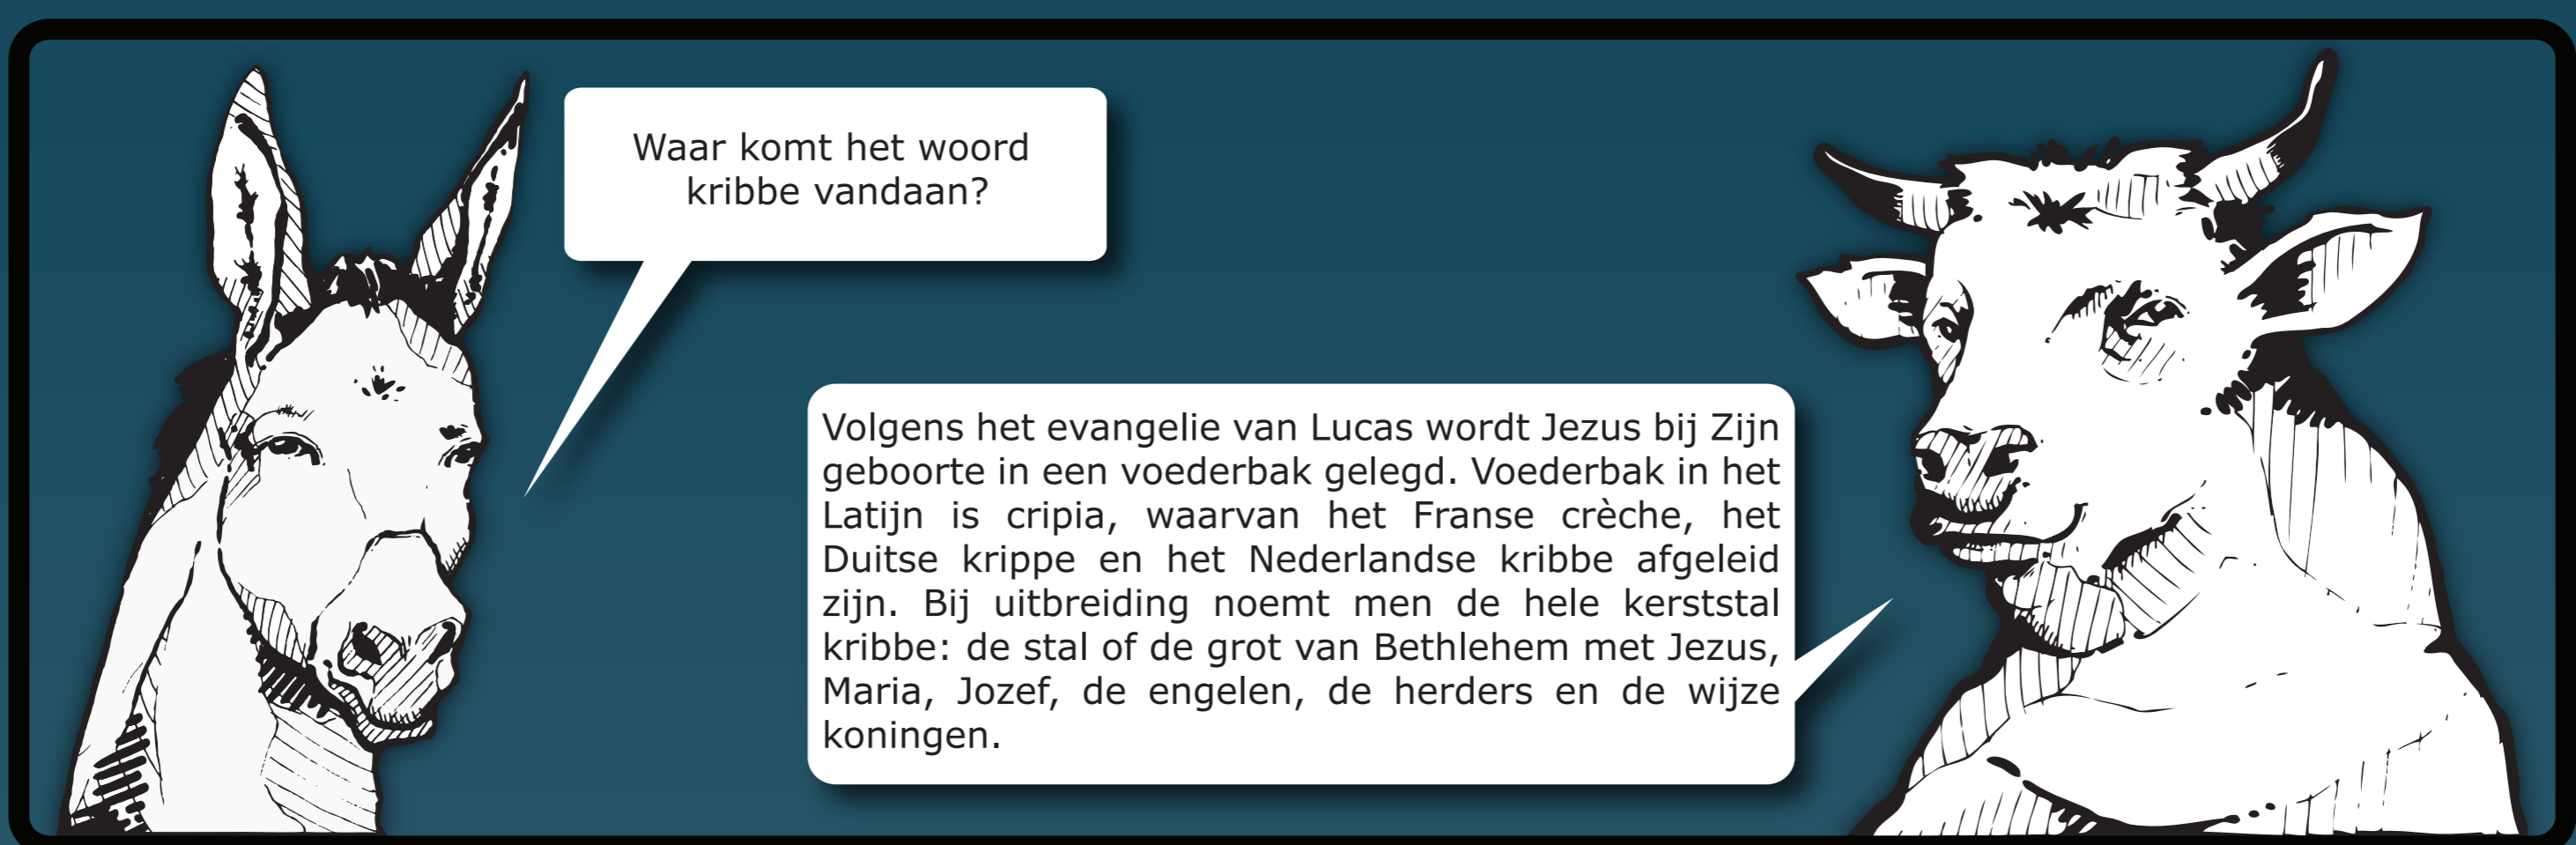 Waar komt het woord
kribbe vandaan?
Volgens het evangelie van Lucas wordt Jezus bij Zijn
geboorte in een voederbak gelegd. Voederbak in het
Latijn is cripia, waarvan het Franse crèche, het
Duitse krippe en het Nederlandse kribbe afgeleid
zijn. Bij uitbreiding noemt men de hele kerststal
kribbe: de stal of de grot van Bethlehem met Jezus,
Maria, Jozef, de engelen, de herders en de wijze
koningen.